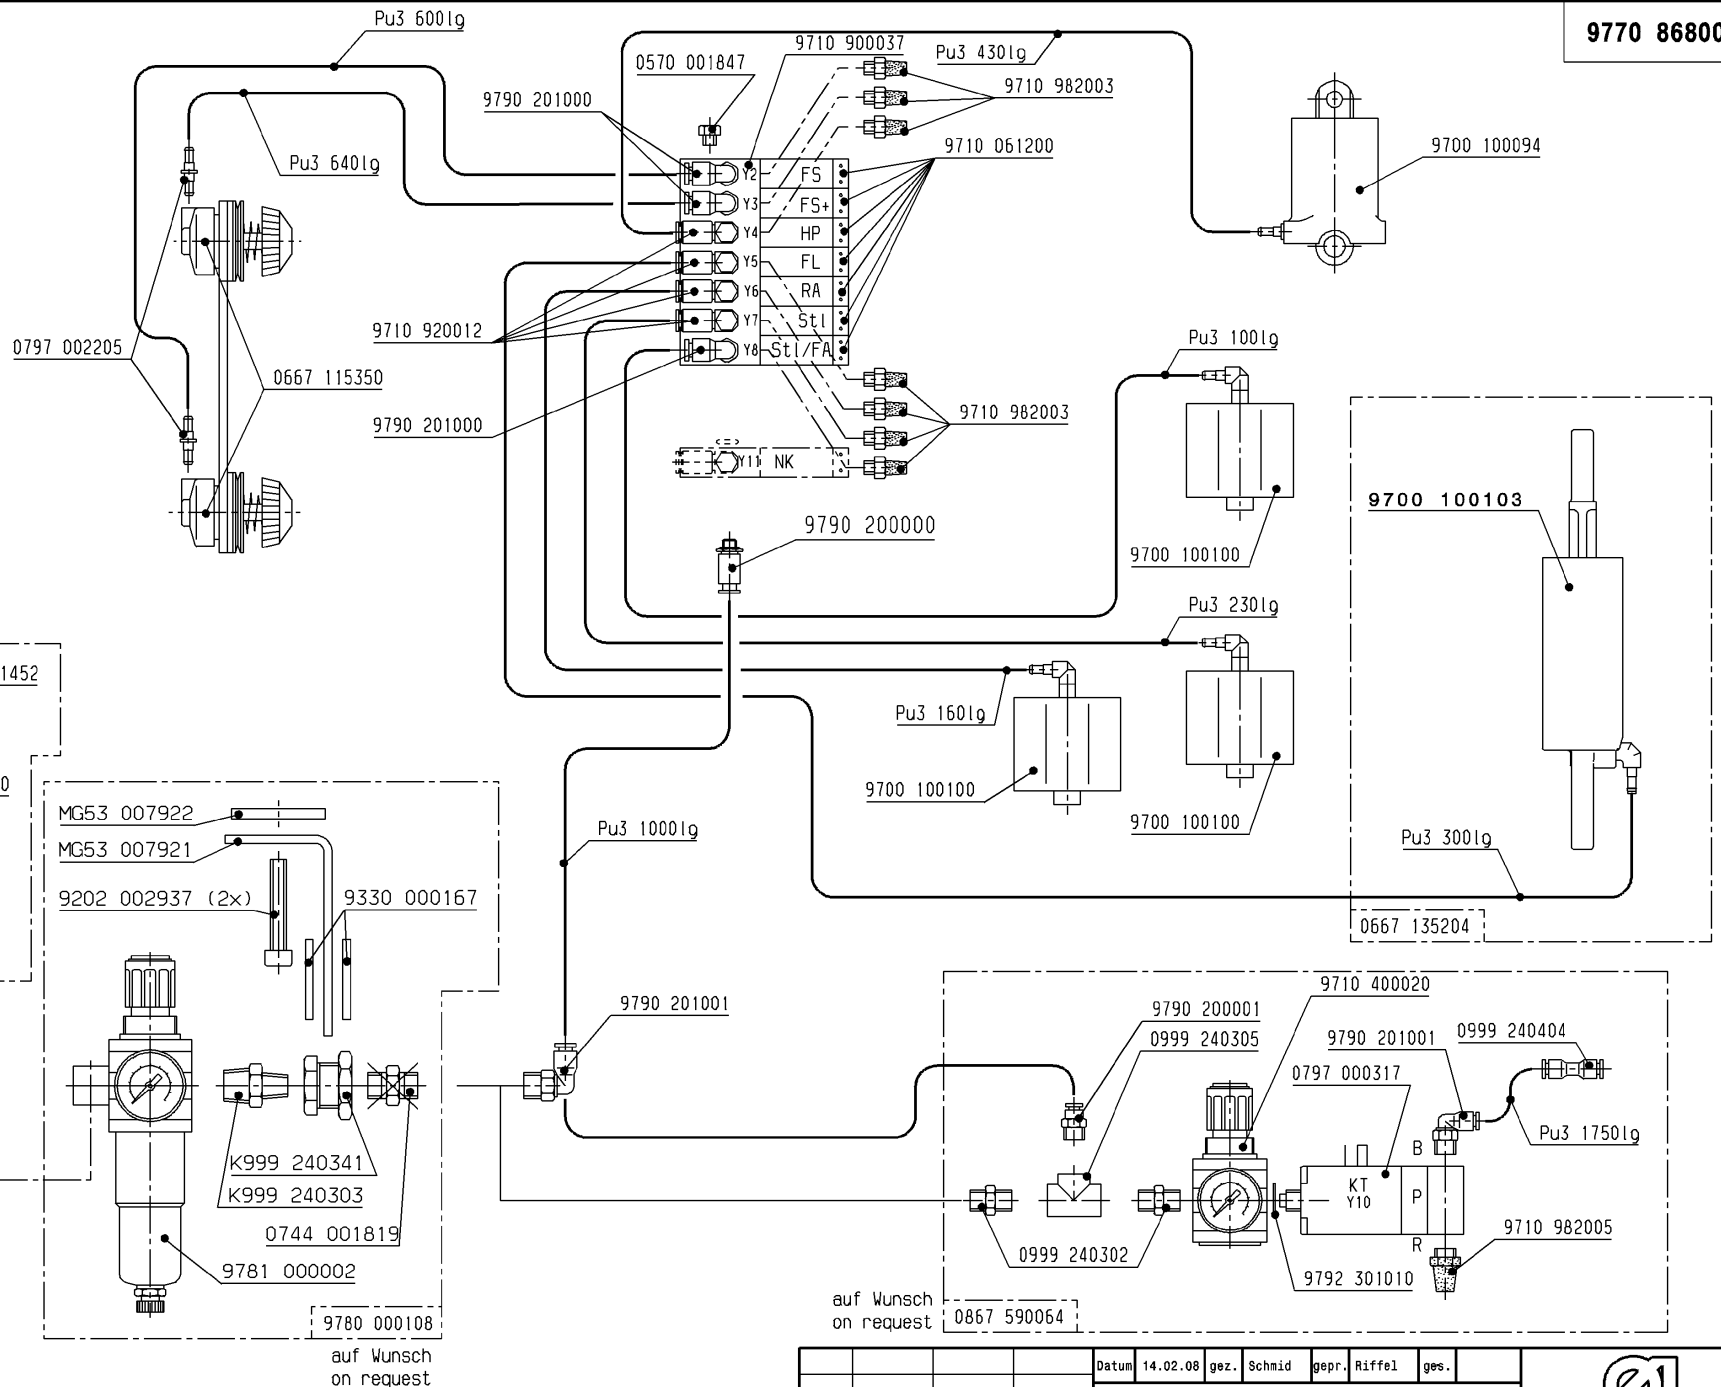 Pu3 600lg
9770 86800
9710 900037
Pu3 430lg
0570 001847
9710 982003
9790 201000
9710 061200
9700 100094
Pu3 640lg
Y2 FS
Y3 FS+
Y4 HP
Y5 FL
Y6 RA
Y7 Stl
Y8 Stl/FA
9710 920012
0797 002205
Pu3 100lg
0667 115350
9710 982003
9790 201000
Y11 NK
9700 100103
9790 200000
9700 100100
Pu3 230lg
1452
Pu3 160lg
0
9700 100100
9700 100100
MG53 007922
Pu3 1000lg
MG53 007921
Pu3 300lg
9202 002937 (2x)
9330 000167
0667 135204
9710 400020
9790 201001
9790 200001
0999 240305
9790 201001
0999 240404
0797 000317
Pu3 1750lg
B
K999 240341
K999 240303
KT
Y10
P
0744 001819
R
9710 982005
0999 240302
9781 000002
9792 301010
auf Wunsch
on request
0867 590064
9780 000108
auf Wunsch
on request
Datum 14.02.08 gez. Schmid gepr. Riffel ges.